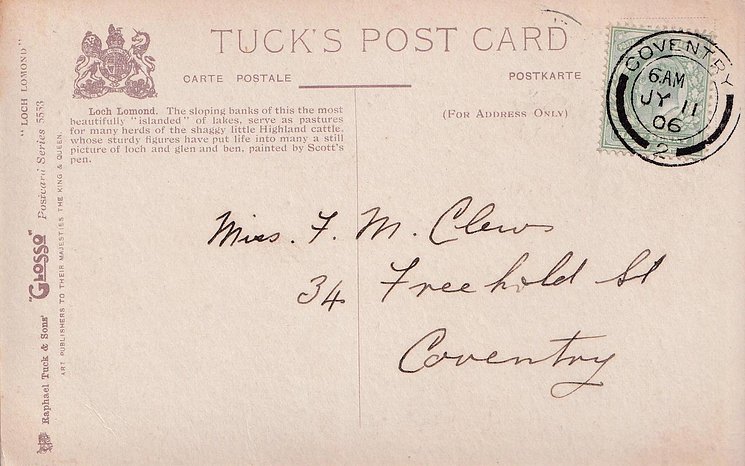 TUCK'S POST CARD
CARTE POSTALE
POSTKARTE
(FOR ADDRESS ONLY)
Loch Lomond. The sloping banks of this the most
beautifully "islanded" of lakes, serve as pastures
for many herds of the shaggy little Highland cattle,
whose sturdy figures have put life into many a still
picture of loch and glen and ben, painted by Scott's
pen.
COVENTRY
6 AM
JY 11
06
2
Miss. F. M. Clews
34 Freehold St
Coventry
Raphael Tuck & Sons' "GLOSSO" Postcard Series 5553 "LOCH LOMOND"
ART PUBLISHERS TO THEIR MAJESTIES THE KING & QUEEN.